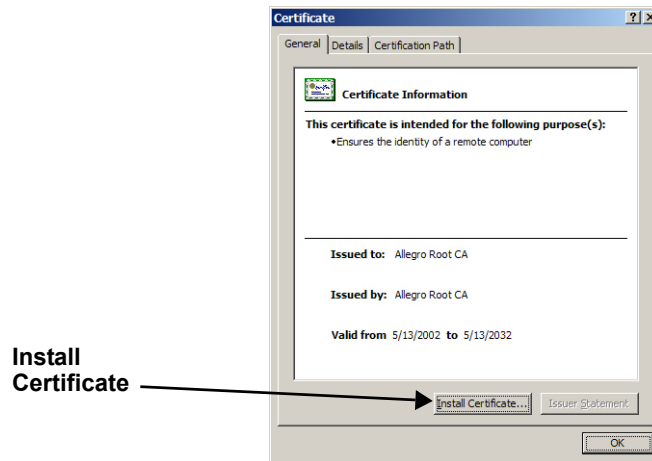 Certificate
General Details Certification Path
Certificate Information
This certificate is intended for the following purpose(s):
•Ensures the identity of a remote computer
Issued to: Allegro Root CA
Issued by: Allegro Root CA
Valid from 5/13/2002 to 5/13/2032
Install
Certificate
Install Certificate... Issuer Statement
OK